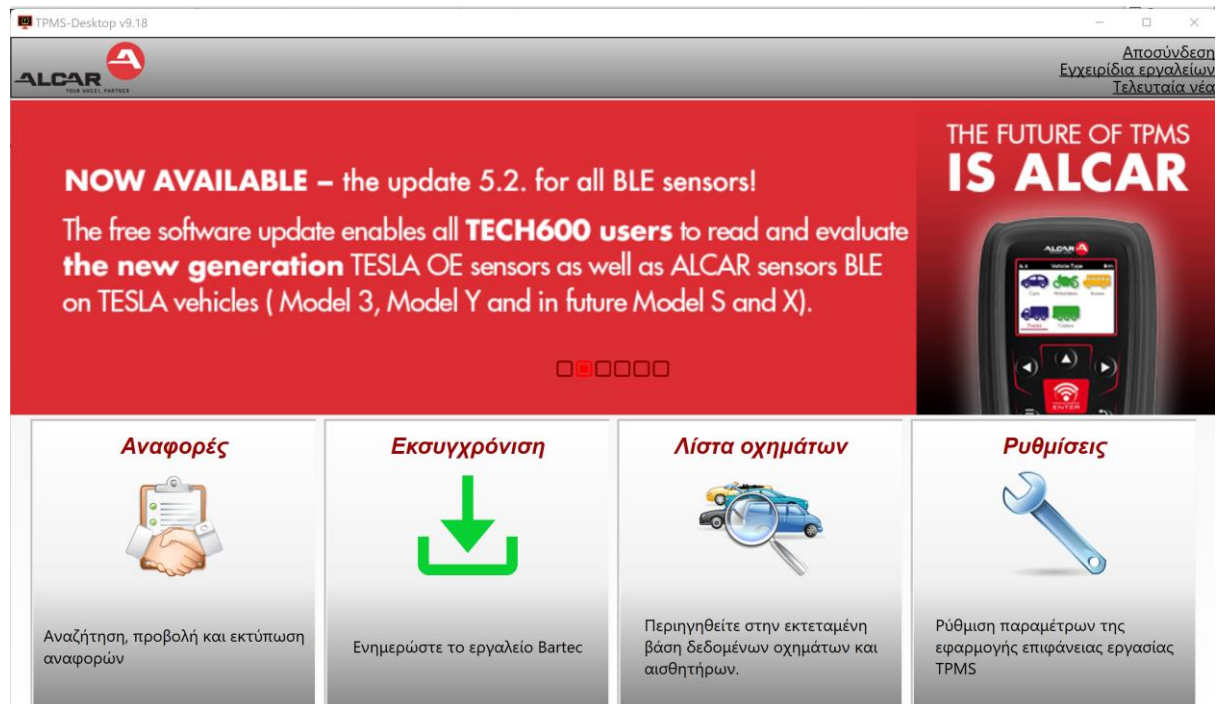 TPMS-Desktop v9.18
ALCAR
YOUR WHEEL PARTNER
Αποσύνδεση
Εγχειρίδια εργαλείων
Τελευταία νέα
NOW AVAILABLE – the update 5.2. for all BLE sensors!
The free software update enables all TECH600 users to read and evaluate
the new generation TESLA OE sensors as well as ALCAR sensors BLE
on TESLA vehicles ( Model 3, Model Y and in future Model S and X).
THE FUTURE OF TPMS
IS ALCAR
ALCAR
Vehicle Type
Cars
Motorbikes
Buses
Trucks
Trailers
ENTER
Αναφορές
Αναζήτηση, προβολή και εκτύπωση
αναφορών
Εκσυγχρόνιση
Ενημερώστε το εργαλείο Bartec
Λίστα οχημάτων
Περιηγηθείτε στην εκτεταμένη
βάση δεδομένων οχημάτων και
αισθητήρων.
Ρυθμίσεις
Ρύθμιση παραμέτρων της
εφαρμογής επιφάνειας εργασίας
TPMS